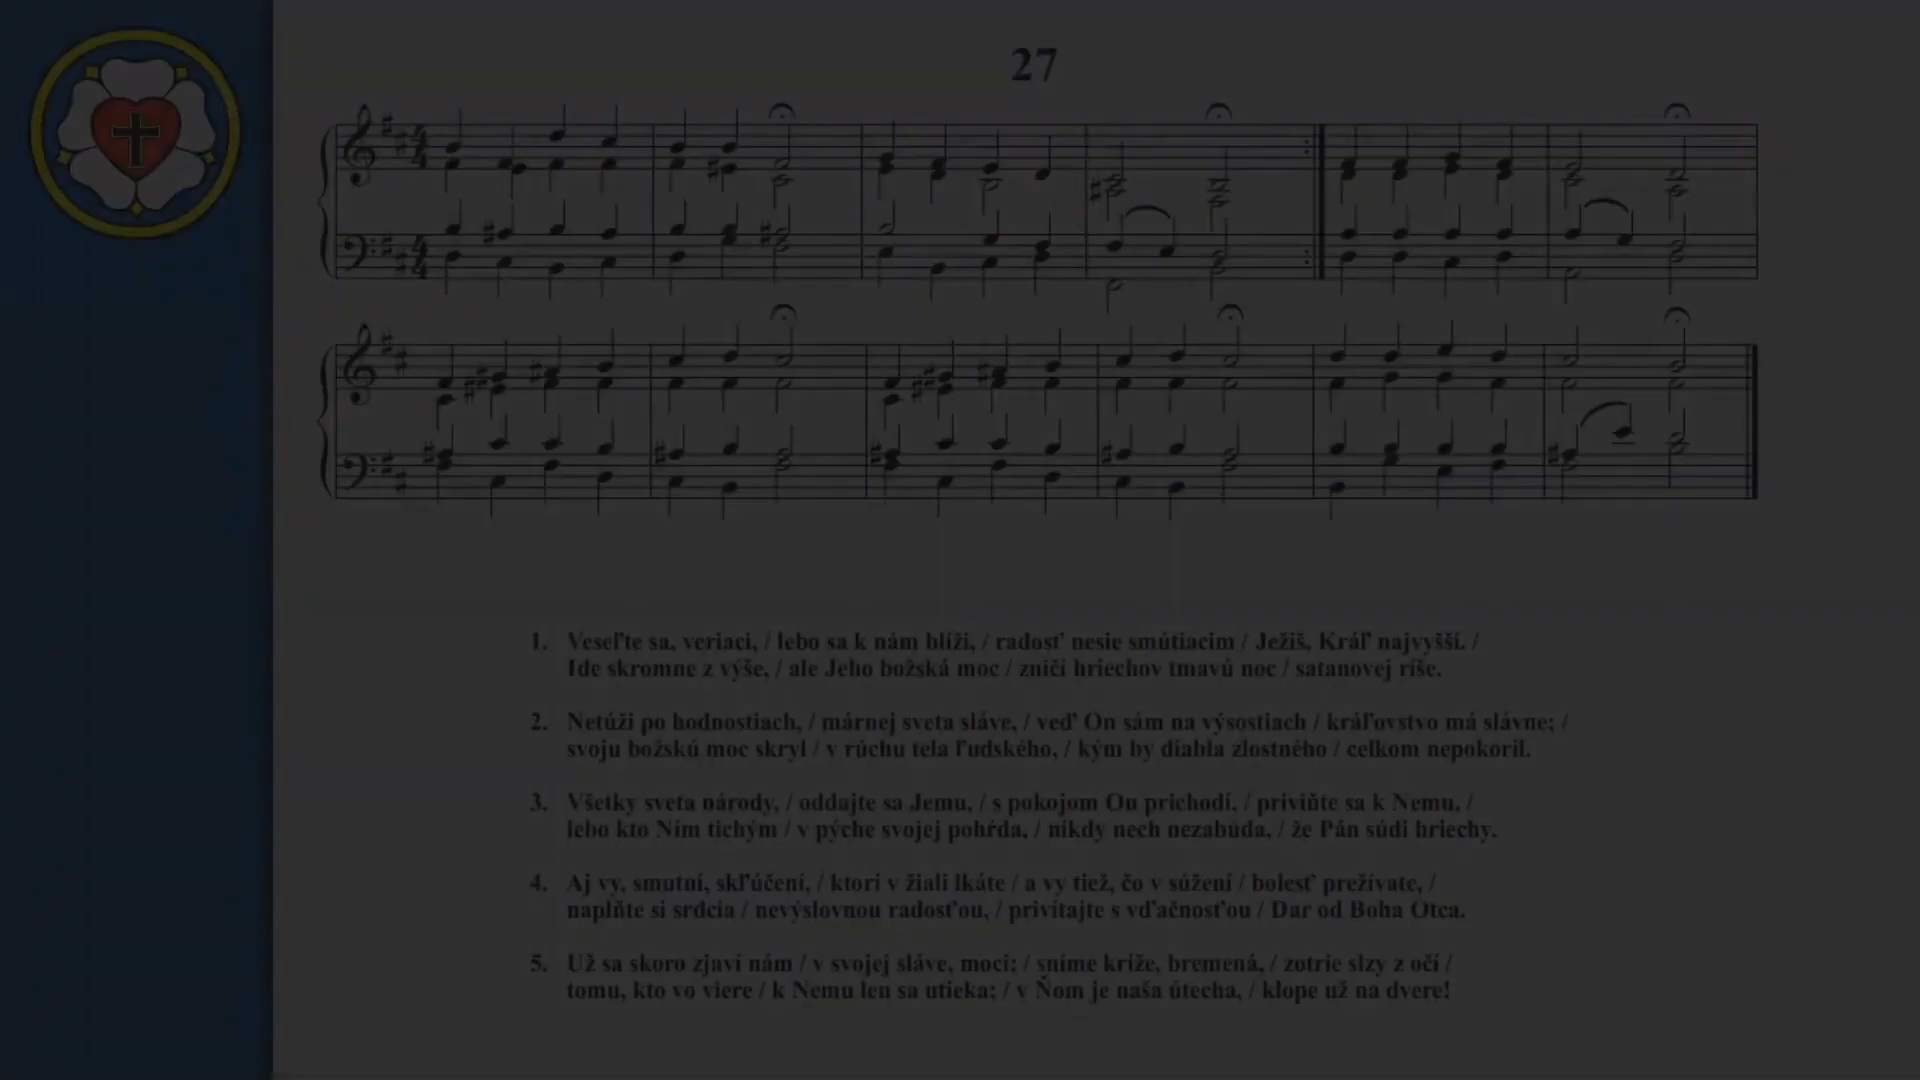 27
1. Veseľte sa, veriaci, / lebo sa k nám blíži, / radosť nesie smútiacim / Ježiš, Kráľ najvyšší. /
Ide skromne z výše, / ale Jeho božská moc / zničí hriechov tmavú noc / satanovej ríše.
2. Netúži po hodnostiach, / márnej sveta sláve, / veď On sám na výsostiach / kráľovstvo má slávne; /
svoju božskú moc skryl / v rúchu tela ľudského, / kým by diabla zlostného / celkom nepokoril.
3. Všetky sveta národy, / oddajte sa Jemu, / s pokojom On prichodí, / priviňte sa k Nemu, /
lebo kto Ním tichým / v pýche svojej pohŕda, / nikdy nech nezabúda, / že Pán súdi hriechy.
4. Aj vy, smutní, skľúčení, / ktorí v žiali lkáte / a vy tiež, čo v súžení / bolesť prežívate, /
naplňte si srdcia / nevýslovnou radosťou, / privítajte s vďačnosťou / Dar od Boha Otca.
5. Už sa skoro zjaví nám / v svojej sláve, moci: / sníme kríže, bremená, / zotrie slzy z očí /
tomu, kto vo viere / k Nemu len sa utieka; / v Ňom je naša útecha, / klope už na dvere!